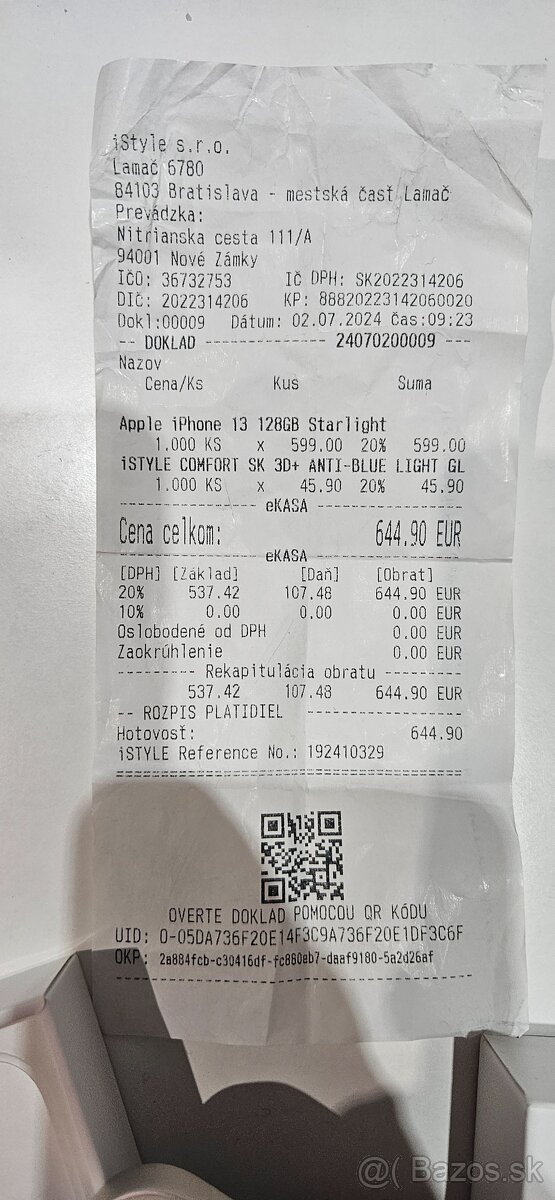 iStyle s.r.o.
Lamač 6780
84103 Bratislava - mestská časť Lamač
Prevádzka:
Nitrianska cesta 111/A
94001 Nové Zámky
IČO: 36732753 IČ DPH: SK2022314206
DIČ: 2022314206 KP: 88820223142060020
Dokl:00009 Dátum: 02.07.2024 Čas:09:23
-- DOKLAD -------------- 24070200009 ---
Nazov
Cena/Ks Kus Suma
Apple iPhone 13 128GB Starlight
1.000 KS x 599.00 20% 599.00
iSTYLE COMFORT SK 3D+ ANTI-BLUE LIGHT GL
1.000 KS x 45.90 20% 45.90
eKASA
Cena celkom: 644.90 EUR
eKASA
[DPH] [Základ] [Daň] [Obrat]
20% 537.42 107.48 644.90 EUR
10% 0.00 0.00 0.00 EUR
Oslobodené od DPH 0.00 EUR
Zaokrúhlenie 0.00 EUR
--------- Rekapitulácia obratu ---------
537.42 107.48 644.90 EUR
-- ROZPIS PLATIDIEL ------------------
Hotovosť: 644.90
iSTYLE Reference No.: 192410329
OVERTE DOKLAD POMOCOU QR KÓDU
UID: O-05DA736F20E14F3C9A736F20E1DF3C6F
OKP: 2a884fcb-c30416df-fc860eb7-daaf9180-5a2d26af
@( Bazos.sk